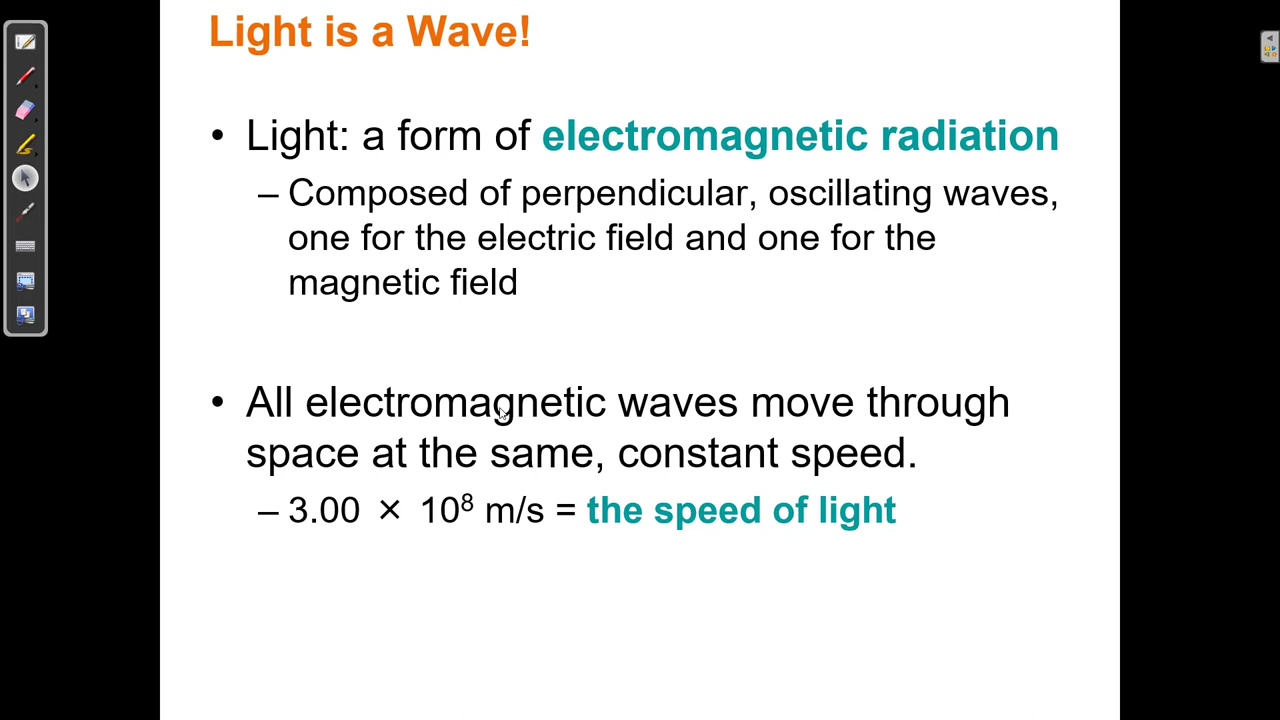 Light is a Wave!
• Light: a form of electromagnetic radiation
– Composed of perpendicular, oscillating waves,
one for the electric field and one for the
magnetic field
• All electromagnetic waves move through
space at the same, constant speed.
– 3.00 × 10⁸ m/s = the speed of light